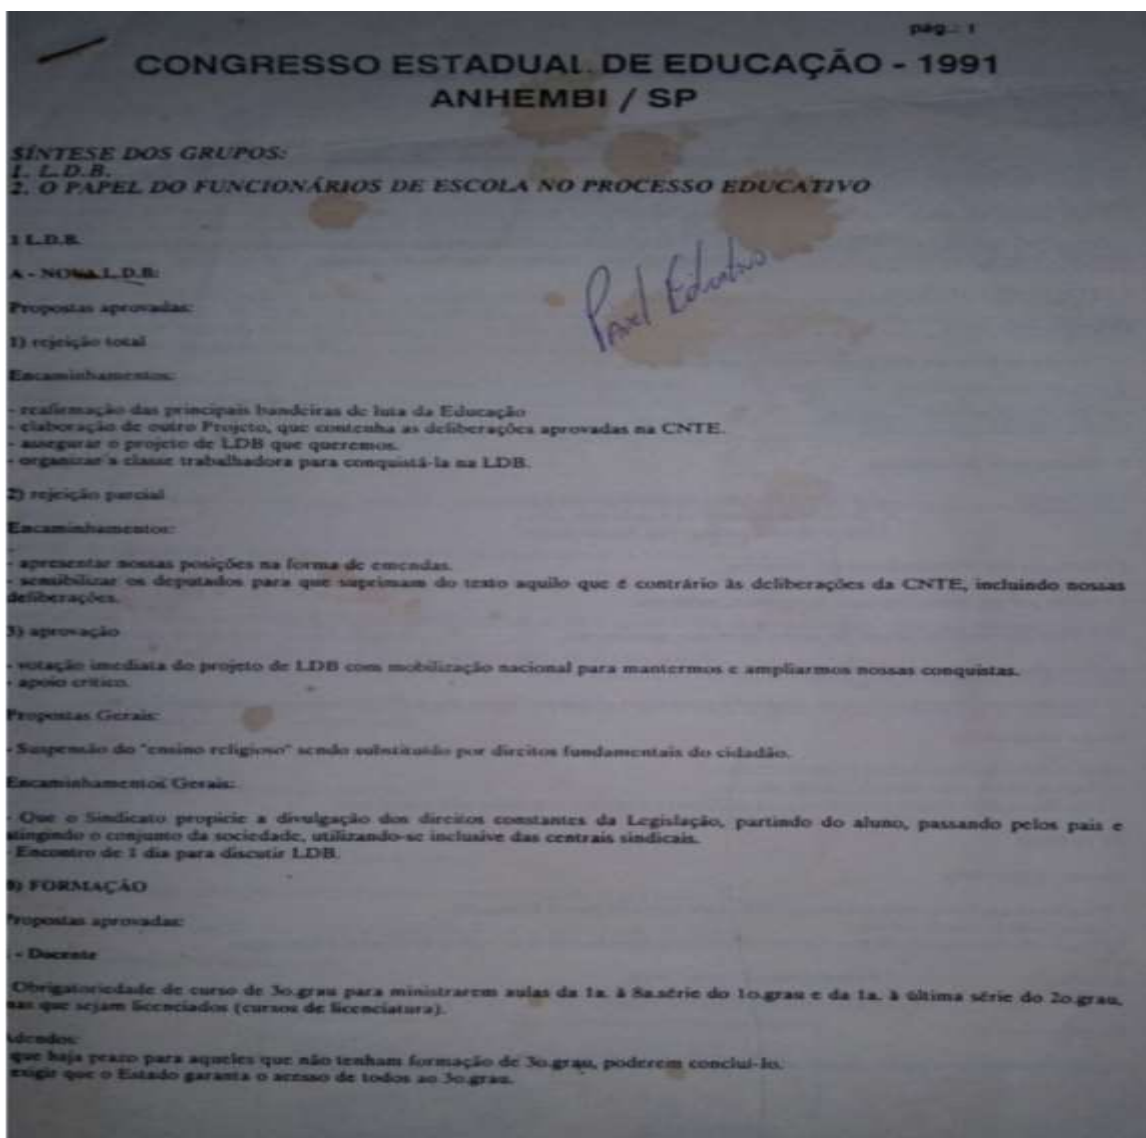 pág.: 1
CONGRESSO ESTADUAL DE EDUCAÇÃO - 1991
ANHEMBI / SP
SÍNTESE DOS GRUPOS:
1. L.D.B.
2. O PAPEL DO FUNCIONÁRIOS DE ESCOLA NO PROCESSO EDUCATIVO
1 L.D.B.
A - NOVA L.D.B:
Propostas aprovadas:
1) rejeição total
Encaminhamentos:
- reafirmação das principais bandeiras de luta da Educação
- elaboração de outro Projeto, que contenha as deliberações aprovadas na CNTE.
- assegurar o projeto de LDB que queremos.
- organizar a classe trabalhadora para conquistá-la na LDB.
2) rejeição parcial
Encaminhamentos:
- apresentar nossas posições na forma de emendas.
- sensibilizar os deputados para que suprimam do texto aquilo que é contrário às deliberações da CNTE, incluindo nossas
deliberações.
3) aprovação
- votação imediata do projeto de LDB com mobilização nacional para mantermos e ampliarmos nossas conquistas.
- apoio crítico.
Propostas Gerais:
- Suspensão do "ensino religioso" sendo substituído por direitos fundamentais do cidadão.
Encaminhamentos Gerais:
- Que o Sindicato propicie a divulgação dos direitos constantes da Legislação, partindo do aluno, passando pelos pais e
atingindo o conjunto da sociedade, utilizando-se inclusive das centrais sindicais.
- Encontro de 1 dia para discutir LDB.
B) FORMAÇÃO
Propostas aprovadas:
- Docente
Obrigatoriedade de curso de 3o.grau para ministrarem aulas da 1a. à 8a.série do 1o.grau e da 1a. à última série do 2o.grau,
mas que sejam licenciados (cursos de licenciatura).
Adendos:
que haja prazo para aqueles que não tenham formação de 3o.grau, poderem concluí-lo.
exigir que o Estado garanta o acesso de todos ao 3o.grau.